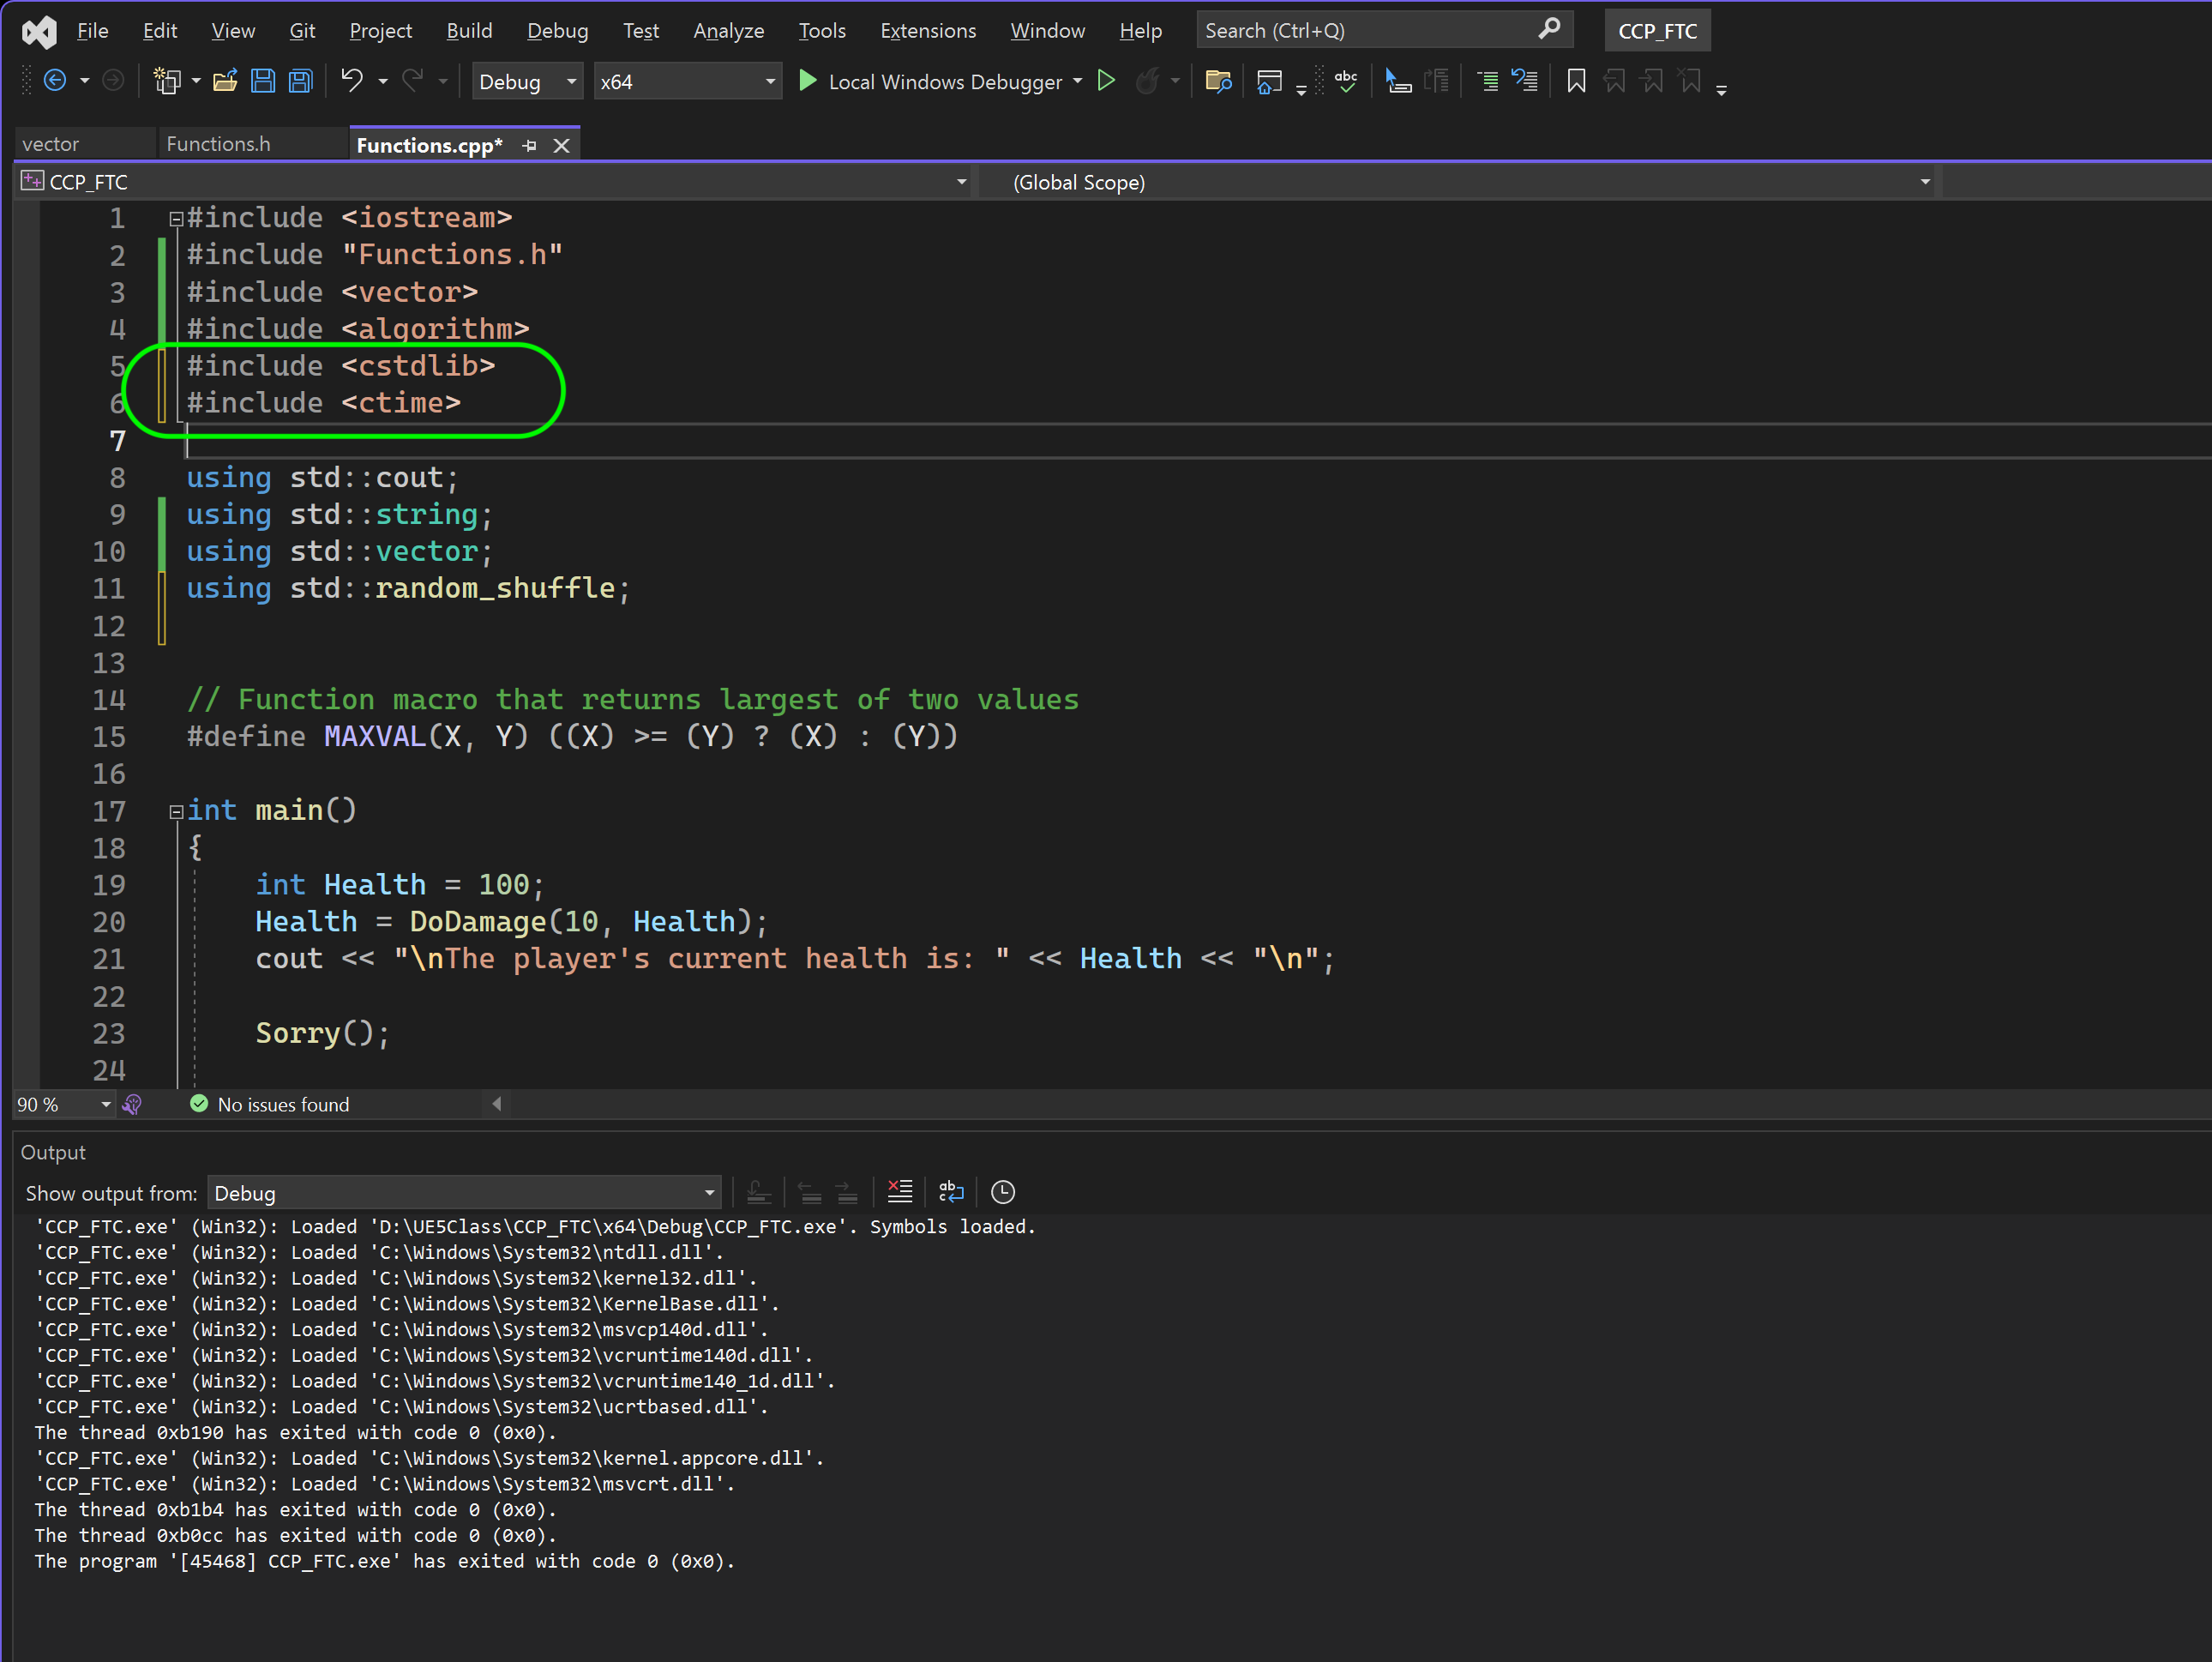 File Edit View Git Project Build Debug Test Analyze Tools Extensions Window Help Search (Ctrl+Q) CCP_FTC
Debug x64 Local Windows Debugger abc
vector Functions.h Functions.cpp*
CCP_FTC (Global Scope)
1 #include <iostream>
2 #include "Functions.h"
3 #include <vector>
4 #include <algorithm>
5 #include <cstdlib>
6 #include <ctime>
7
8 using std::cout;
9 using std::string;
10 using std::vector;
11 using std::random_shuffle;
12
13
14 // Function macro that returns largest of two values
15 #define MAXVAL(X, Y) ((X) >= (Y) ? (X) : (Y))
16
17 int main()
18 {
19 int Health = 100;
20 Health = DoDamage(10, Health);
21 cout << "\nThe player's current health is: " << Health << "\n";
22
23 Sorry();
24
90 % No issues found
Output
Show output from: Debug
'CCP_FTC.exe' (Win32): Loaded 'D:\UE5Class\CCP_FTC\x64\Debug\CCP_FTC.exe'. Symbols loaded.
'CCP_FTC.exe' (Win32): Loaded 'C:\Windows\System32\ntdll.dll'.
'CCP_FTC.exe' (Win32): Loaded 'C:\Windows\System32\kernel32.dll'.
'CCP_FTC.exe' (Win32): Loaded 'C:\Windows\System32\KernelBase.dll'.
'CCP_FTC.exe' (Win32): Loaded 'C:\Windows\System32\msvcp140d.dll'.
'CCP_FTC.exe' (Win32): Loaded 'C:\Windows\System32\vcruntime140d.dll'.
'CCP_FTC.exe' (Win32): Loaded 'C:\Windows\System32\vcruntime140_1d.dll'.
'CCP_FTC.exe' (Win32): Loaded 'C:\Windows\System32\ucrtbased.dll'.
The thread 0xb190 has exited with code 0 (0x0).
'CCP_FTC.exe' (Win32): Loaded 'C:\Windows\System32\kernel.appcore.dll'.
'CCP_FTC.exe' (Win32): Loaded 'C:\Windows\System32\msvcrt.dll'.
The thread 0xb1b4 has exited with code 0 (0x0).
The thread 0xb0cc has exited with code 0 (0x0).
The program '[45468] CCP_FTC.exe' has exited with code 0 (0x0).